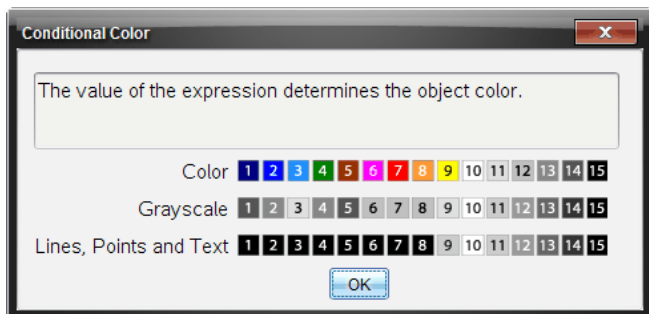 Conditional Color
The value of the expression determines the object color.
Color 1 2 3 4 5 6 7 8 9 10 11 12 13 14 15
Grayscale 1 2 3 4 5 6 7 8 9 10 11 12 13 14 15
Lines, Points and Text 1 2 3 4 5 6 7 8 9 10 11 12 13 14 15
OK